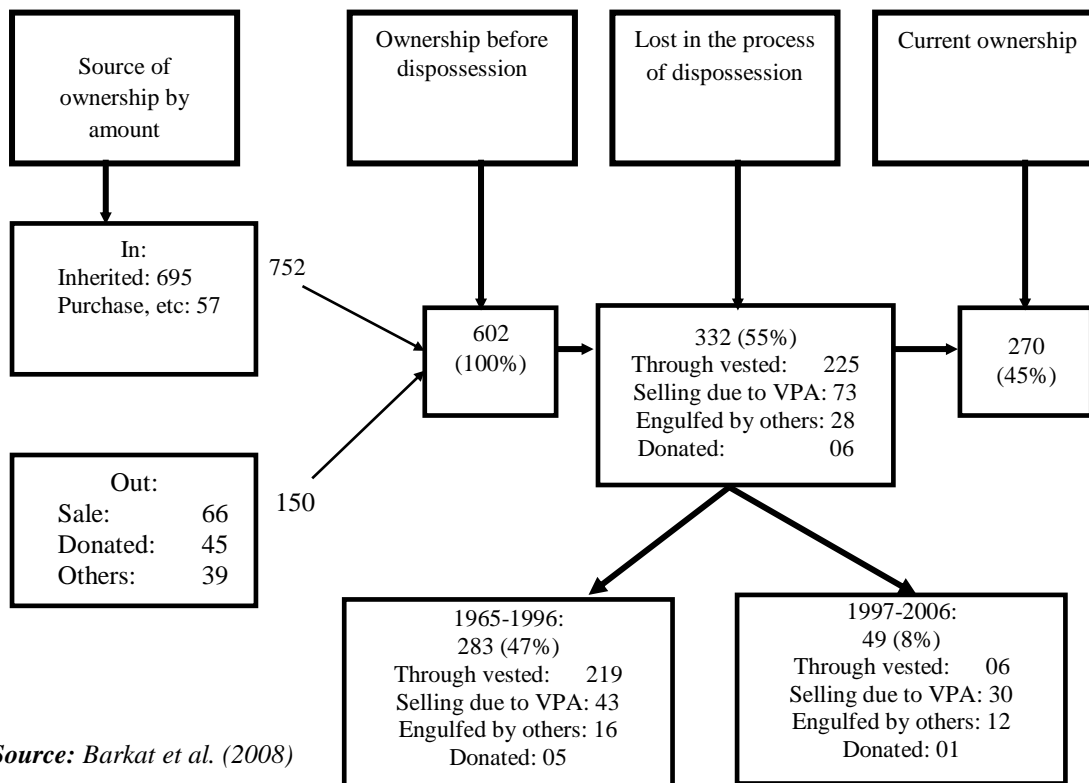 Source of
ownership by
amount
Ownership before
dispossession
Lost in the process
of dispossession
Current ownership
In:
Inherited: 695
Purchase, etc: 57
752
602
(100%)
332 (55%)
Through vested: 225
Selling due to VPA: 73
Engulfed by others: 28
Donated: 06
270
(45%)
Out:
Sale: 66
Donated: 45
Others: 39
150
1965-1996:
283 (47%)
Through vested: 219
Selling due to VPA: 43
Engulfed by others: 16
Donated: 05
1997-2006:
49 (8%)
Through vested: 06
Selling due to VPA: 30
Engulfed by others: 12
Donated: 01
Source: Barkat et al. (2008)